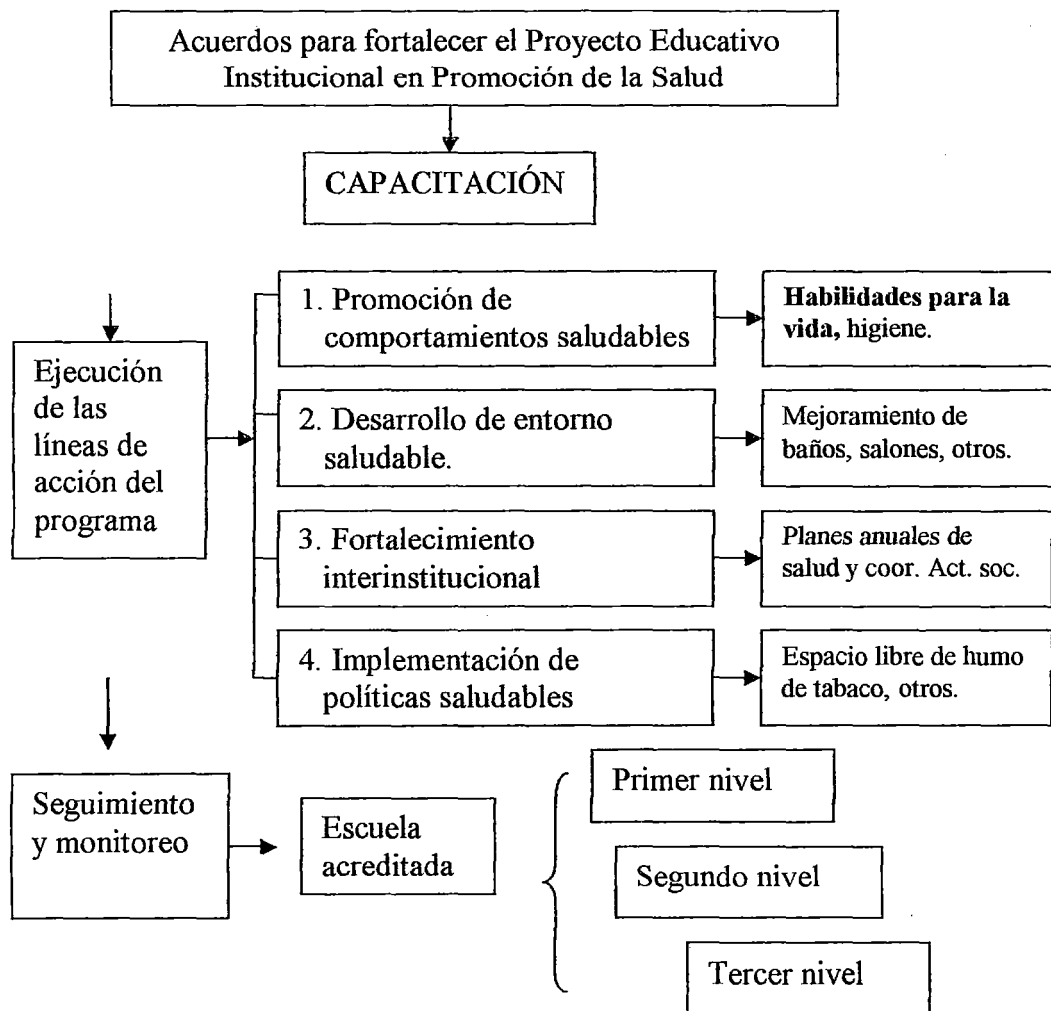 Acuerdos para fortalecer el Proyecto Educativo
Institucional en Promoción de la Salud
CAPACITACIÓN
Ejecución
de las
líneas de
acción del
programa
1. Promoción de
comportamientos saludables
Habilidades para la
vida, higiene.
2. Desarrollo de entorno
saludable.
Mejoramiento de
baños, salones, otros.
3. Fortalecimiento
interinstitucional
Planes anuales de
salud y coor. Act. soc.
4. Implementación de
políticas saludables
Espacio libre de humo
de tabaco, otros.
Seguimiento
y monitoreo
Escuela
acreditada
Primer nivel
Segundo nivel
Tercer nivel